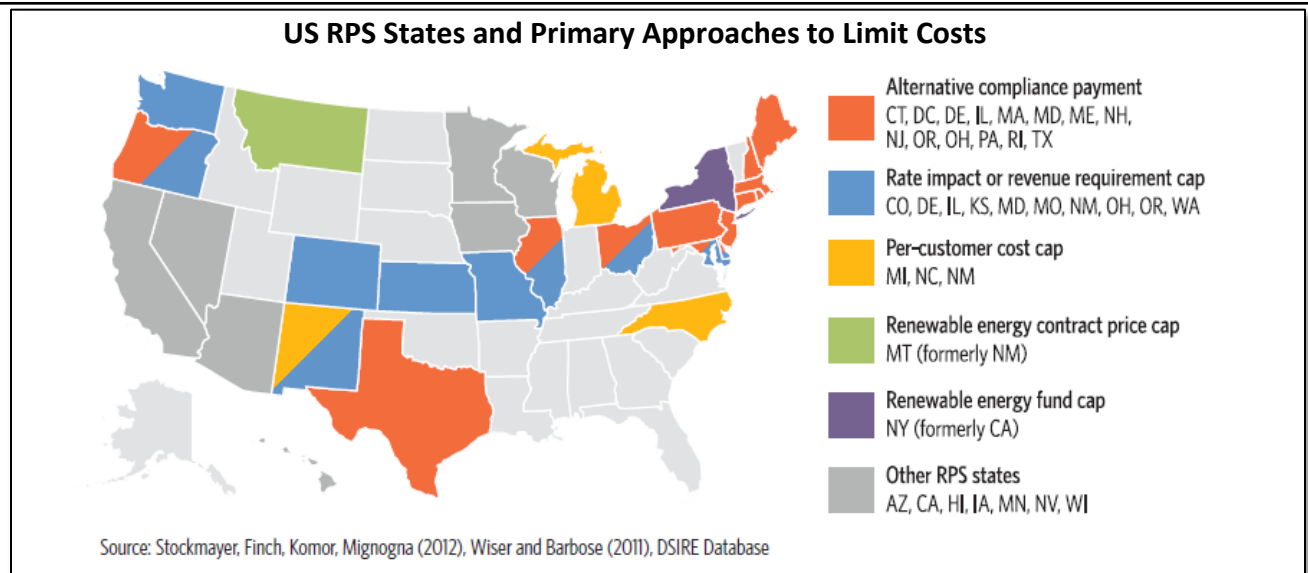 US RPS States and Primary Approaches to Limit Costs
Alternative compliance payment
CT, DC, DE, IL, MA, MD, ME, NH,
NJ, OR, OH, PA, RI, TX
Rate impact or revenue requirement cap
CO, DE, IL, KS, MD, MO, NM, OH, OR, WA
Per-customer cost cap
MI, NC, NM
Renewable energy contract price cap
MT (formerly NM)
Renewable energy fund cap
NY (formerly CA)
Other RPS states
AZ, CA, HI, IA, MN, NV, WI
Source: Stockmayer, Finch, Komor, Mignogna (2012), Wiser and Barbose (2011), DSIRE Database